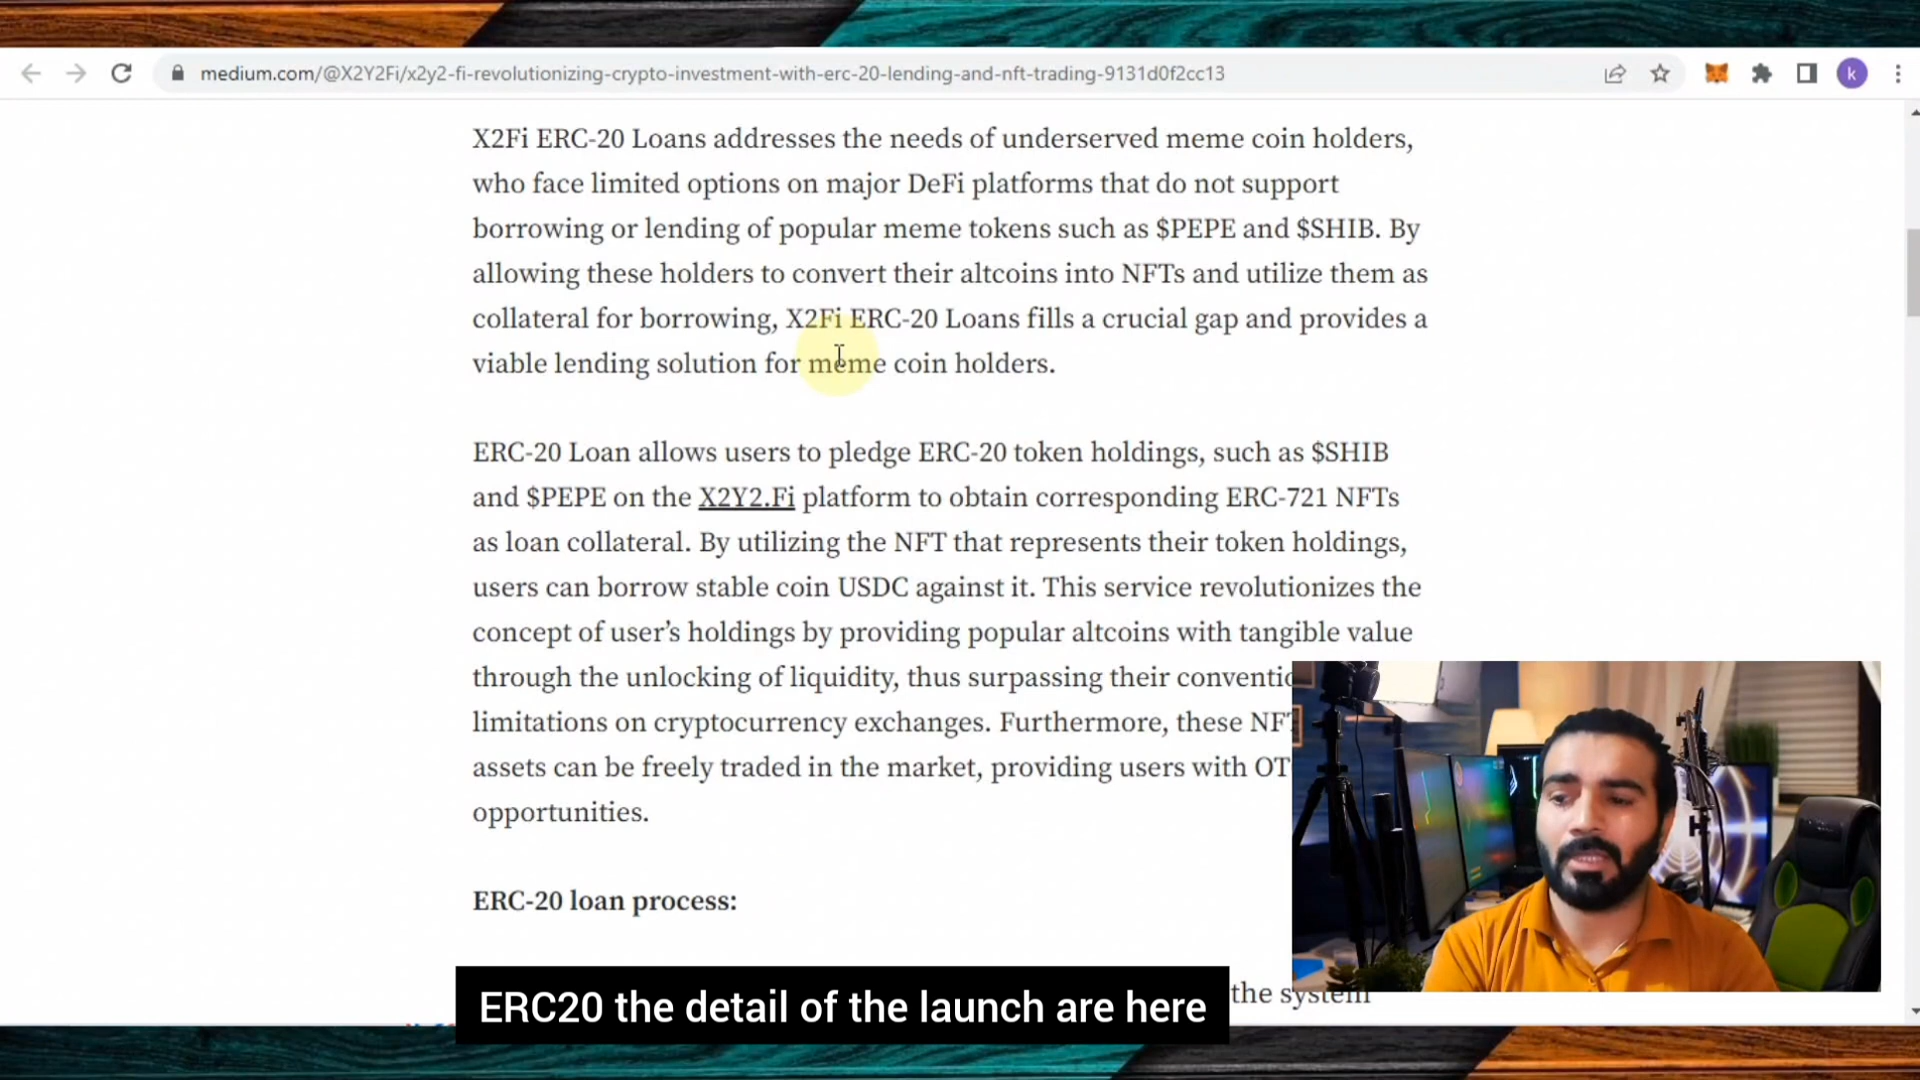 medium.com/@X2Y2Fi/x2y2-fi-revolutionizing-crypto-investment-with-erc-20-lending-and-nft-trading-9131d0f2cc13
k
X2Fi ERC-20 Loans addresses the needs of underserved meme coin holders,
who face limited options on major DeFi platforms that do not support
borrowing or lending of popular meme tokens such as $PEPE and $SHIB. By
allowing these holders to convert their altcoins into NFTs and utilize them as
collateral for borrowing, X2Fi ERC-20 Loans fills a crucial gap and provides a
viable lending solution for meme coin holders.
ERC-20 Loan allows users to pledge ERC-20 token holdings, such as $SHIB
and $PEPE on the X2Y2.Fi platform to obtain corresponding ERC-721 NFTs
as loan collateral. By utilizing the NFT that represents their token holdings,
users can borrow stable coin USDC against it. This service revolutionizes the
concept of user’s holdings by providing popular altcoins with tangible value
through the unlocking of liquidity, thus surpassing their conventio
limitations on cryptocurrency exchanges. Furthermore, these NF
assets can be freely traded in the market, providing users with OT
opportunities.
ERC-20 loan process:
the system
ERC20 the detail of the launch are here